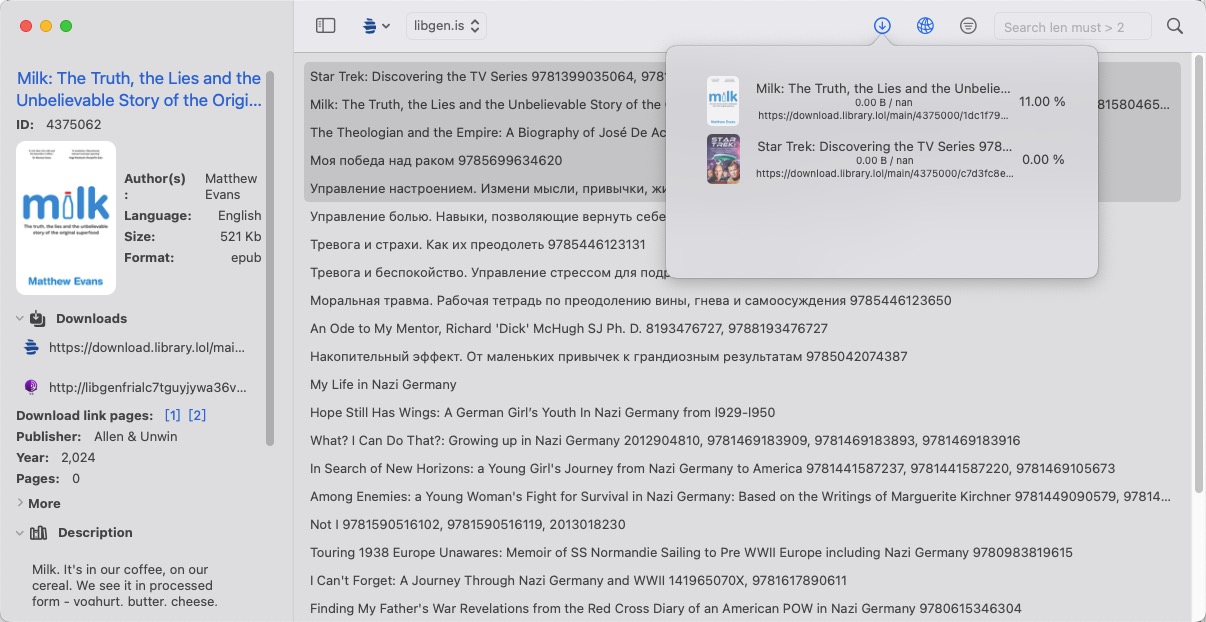 libgen.is
Search len must > 2
Milk: The Truth, the Lies and the
Unbelievable Story of the Origi...
ID: 4375062
milk
The truth, the lies and the unbelievable
story of the original superfood
Matthew Evans
Author(s)
:
Matthew
Evans
Language: English
Size: 521 Kb
Format: epub
Downloads
https://download.library.lol/mai...
http://libgenfrialc7tguyjywa36v...
Download link pages: [1] [2]
Publisher: Allen & Unwin
Year: 2,024
Pages: 0
More
Description
Milk. It's in our coffee, on our
cereal. We see it in processed
form - yoghurt, butter, cheese.
Star Trek: Discovering the TV Series 9781399035064, 978
Milk: The Truth, the Lies and the Unbelievable Story of the 81580465...
The Theologian and the Empire: A Biography of José De Ac
Моя победа над раком 9785699634620
Управление настроением. Измени мысли, привычки, жи
Управление болью. Навыки, позволяющие вернуть себе
Тревога и страхи. Как их преодолеть 9785446123131
Тревога и беспокойство. Управление стрессом для подр
Моральная травма. Рабочая тетрадь по преодолению вины, гнева и самоосуждения 9785446123650
An Ode to My Mentor, Richard 'Dick' McHugh SJ Ph. D. 8193476727, 9788193476727
Накопительный эффект. От маленьких привычек к грандиозным результатам 9785042074387
My Life in Nazi Germany
Hope Still Has Wings: A German Girl's Youth In Nazi Germany from l929-l950
What? I Can Do That?: Growing up in Nazi Germany 2012904810, 9781469183909, 9781469183893, 9781469183916
In Search of New Horizons: a Young Girl's Journey from Nazi Germany to America 9781441587237, 9781441587220, 9781469105673
Among Enemies: a Young Woman's Fight for Survival in Nazi Germany: Based on the Writings of Marguerite Kirchner 9781449090579, 97814...
Not I 9781590516102, 9781590516119, 2013018230
Touring 1938 Europe Unawares: Memoir of SS Normandie Sailing to Pre WWII Europe including Nazi Germany 9780983819615
I Can't Forget: A Journey Through Nazi Germany and WWII 141965070X, 9781617890611
Finding My Father's War Revelations from the Red Cross Diary of an American POW in Nazi Germany 9780615346304
milk
Matthew Evans
Milk: The Truth, the Lies and the Unbelie...
0.00 B / nan
https://download.library.lol/main/4375000/1dc1f79...
11.00 %
STAR
TREK
Star Trek: Discovering the TV Series 978...
0.00 B / nan
https://download.library.lol/main/4375000/c7d3fc8e...
0.00 %